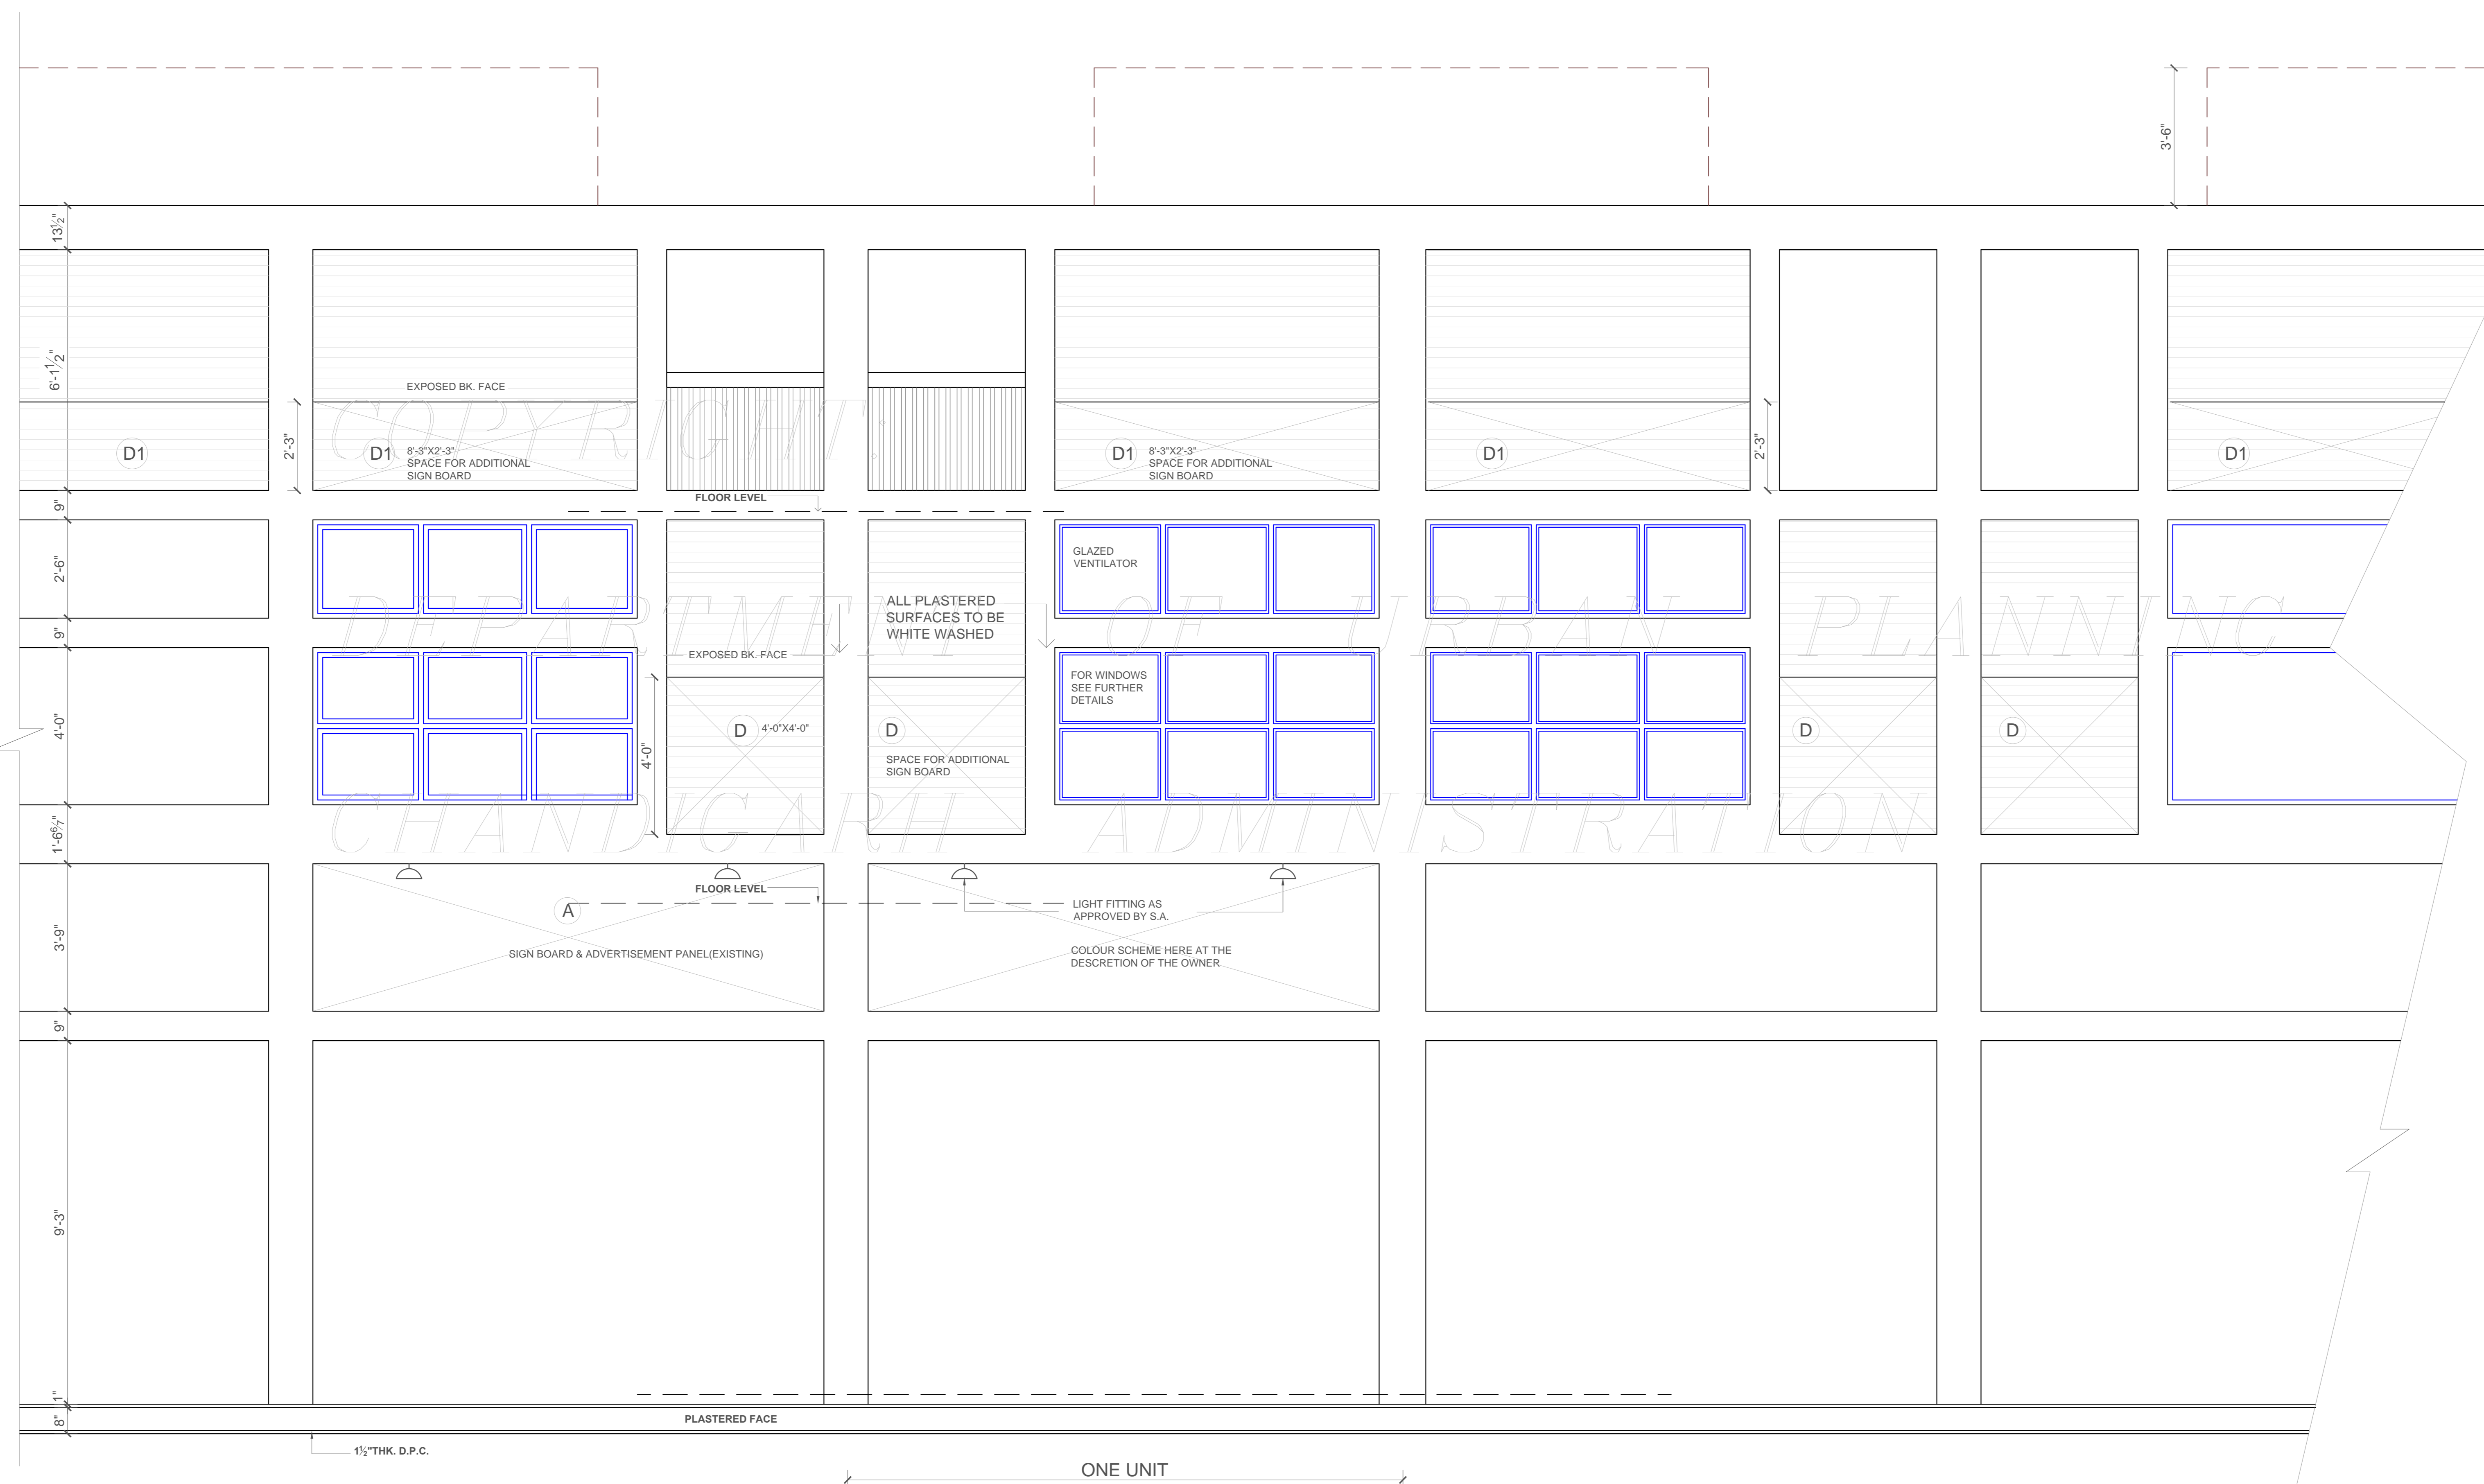 3'-6"
13½"
6'-1½"
EXPOSED BK. FACE
COPYRIGHT :
2'-3"
D1
D1
8'-3"X2'-3"
SPACE FOR ADDITIONAL
SIGN BOARD
D1
8'-3"X2'-3"
SPACE FOR ADDITIONAL
SIGN BOARD
D1
2'-3"
D1
9"
FLOOR LEVEL
2'-6"
GLAZED
VENTILATOR
ALL PLASTERED
SURFACES TO BE
WHITE WASHED
DEPARTMENT OF URBAN PLANNING
9"
EXPOSED BK. FACE
FOR WINDOWS
SEE FURTHER
DETAILS
4'-0"
4'-0"
D
4'-0"X4'-0"
D
SPACE FOR ADDITIONAL
SIGN BOARD
D
D
CHANDIGARH ADMINISTRATION
1'-6⁶⁄₇"
FLOOR LEVEL
A
LIGHT FITTING AS
APPROVED BY S.A.
3'-9"
SIGN BOARD & ADVERTISEMENT PANEL(EXISTING)
COLOUR SCHEME HERE AT THE
DESCRETION OF THE OWNER
9"
9'-3"
1"
8"
PLASTERED FACE
1½"THK. D.P.C.
ONE UNIT